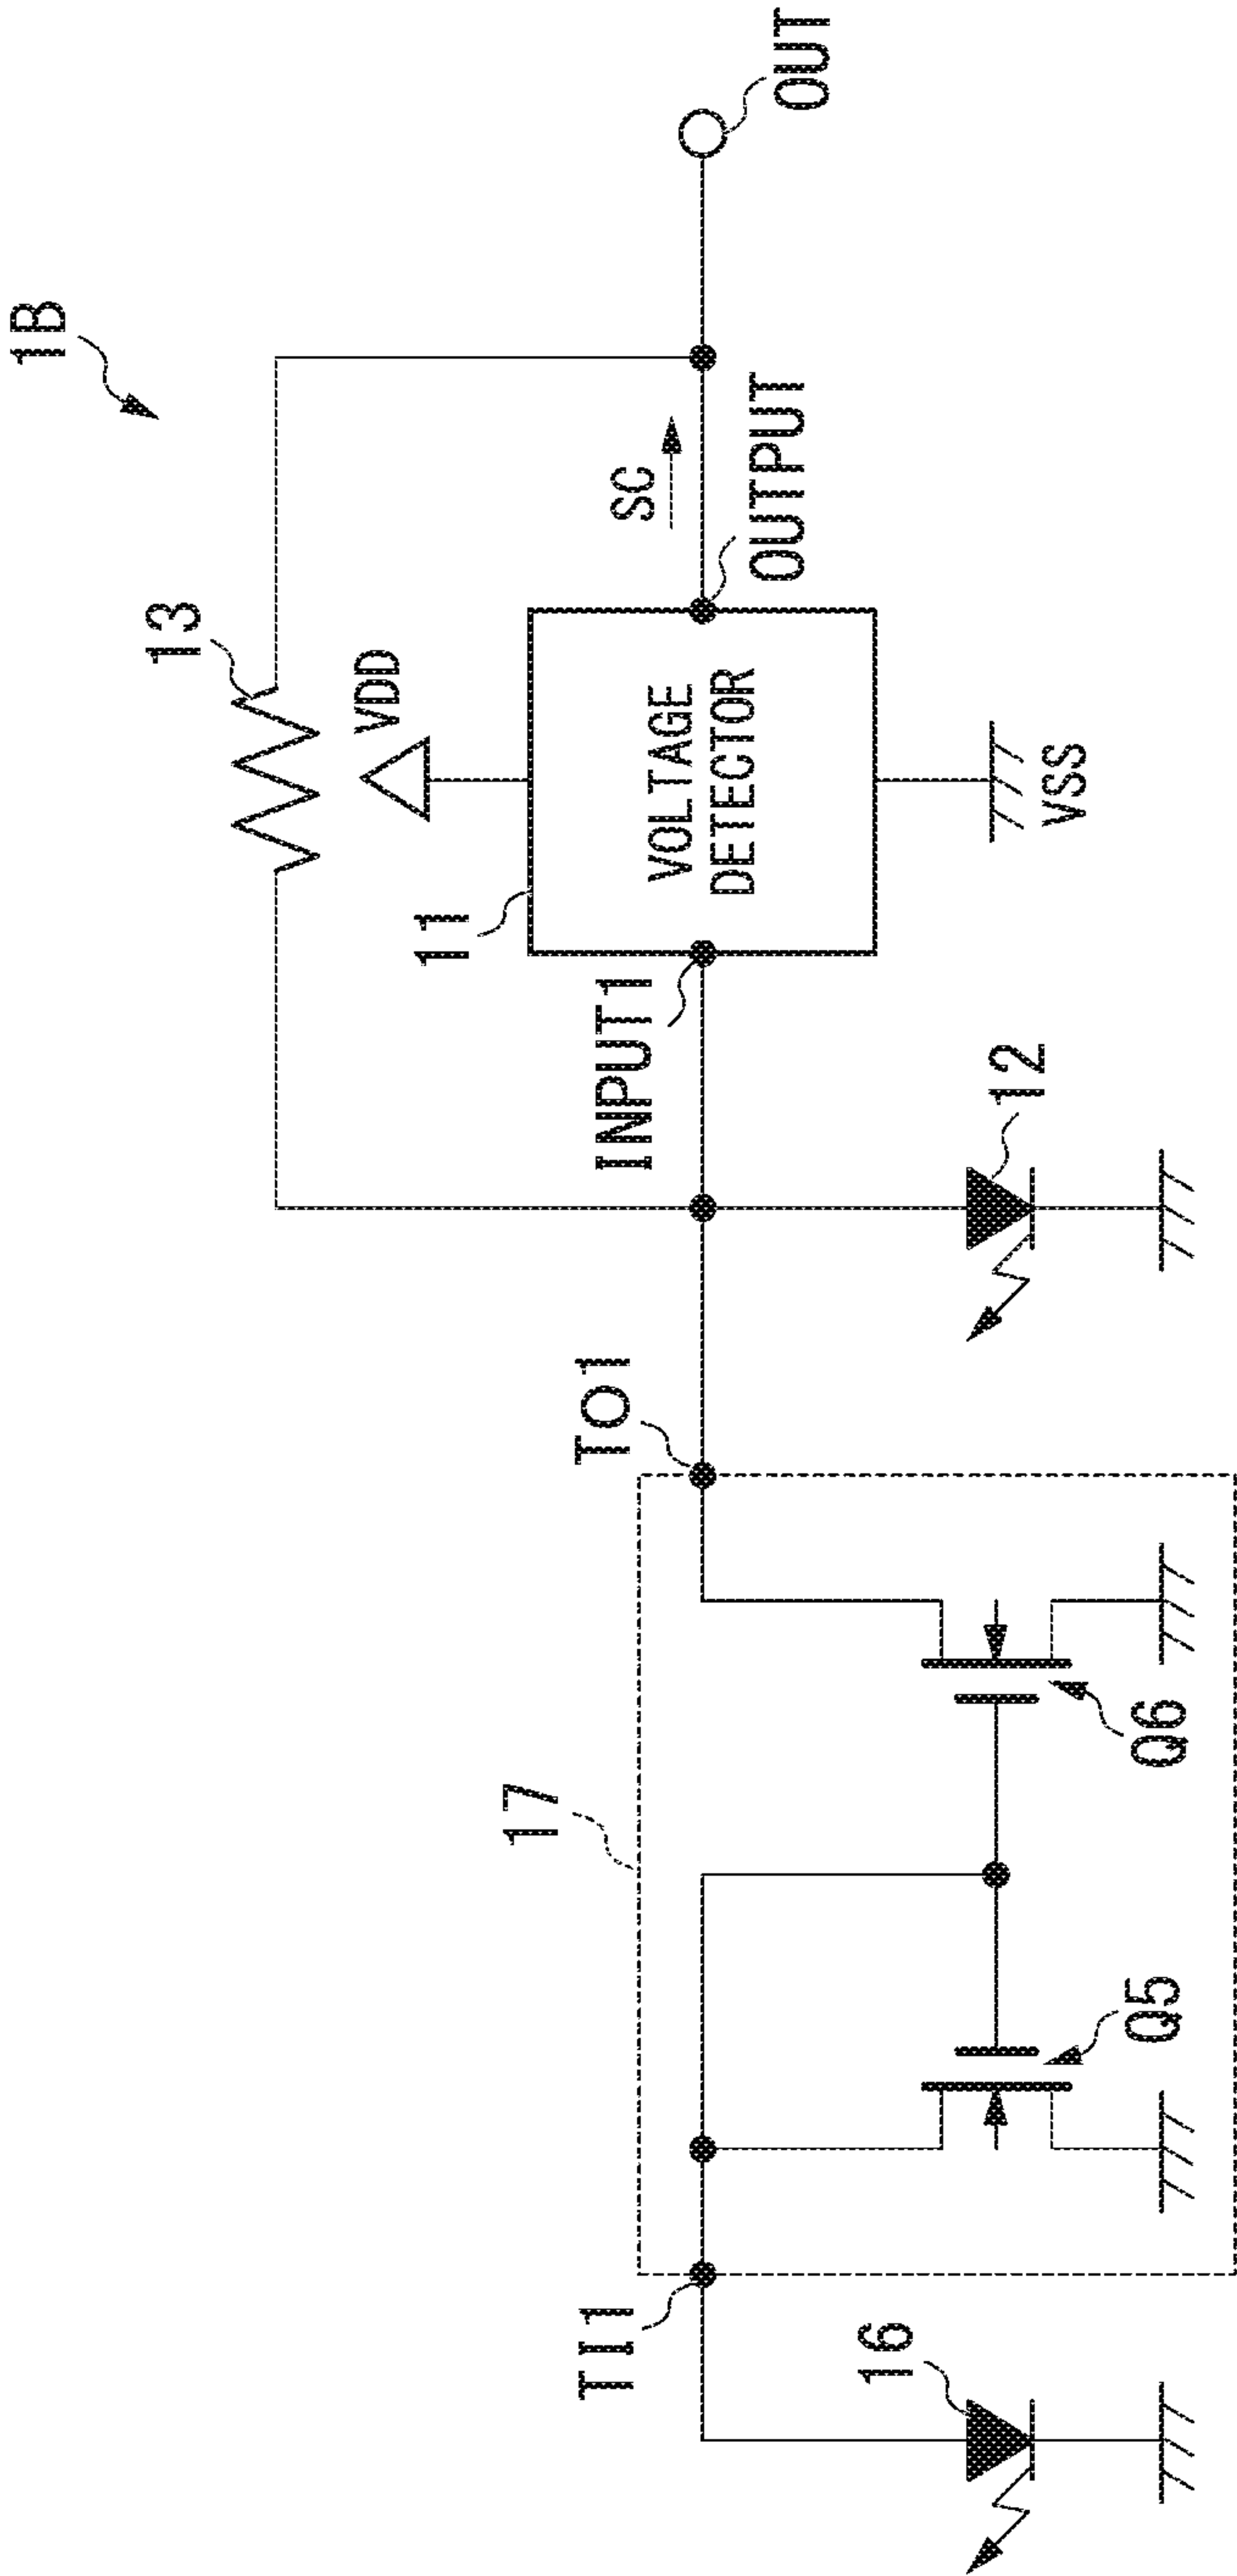 1B
13
VDD
11
SC
OUT
INPUT1
VOLTAGE
DETECTOR
OUTPUT
VSS
12
TO1
17
TI1
Q5
Q6
16